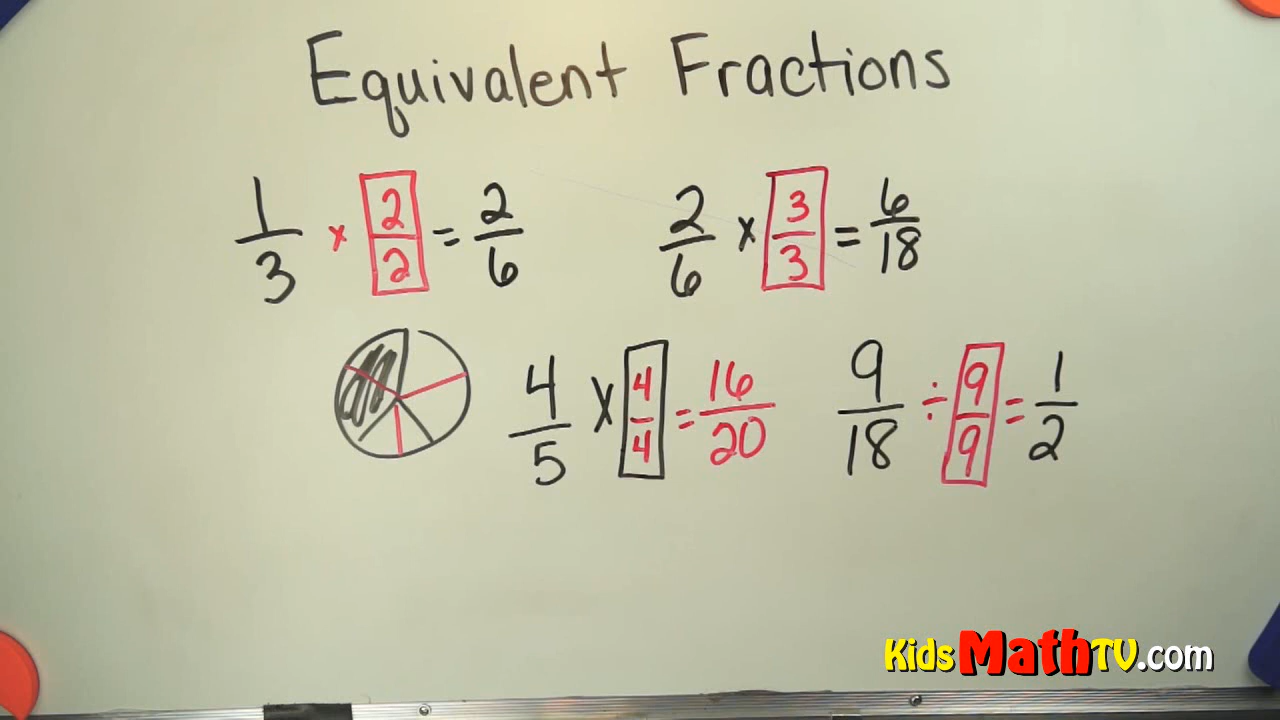 Equivalent Fractions
1/3 × 2/2 = 2/6
2/6 × 3/3 = 6/18
4/5 × 4/4 = 16/20
9/18 ÷ 9/9 = 1/2
KidsMathTV.com